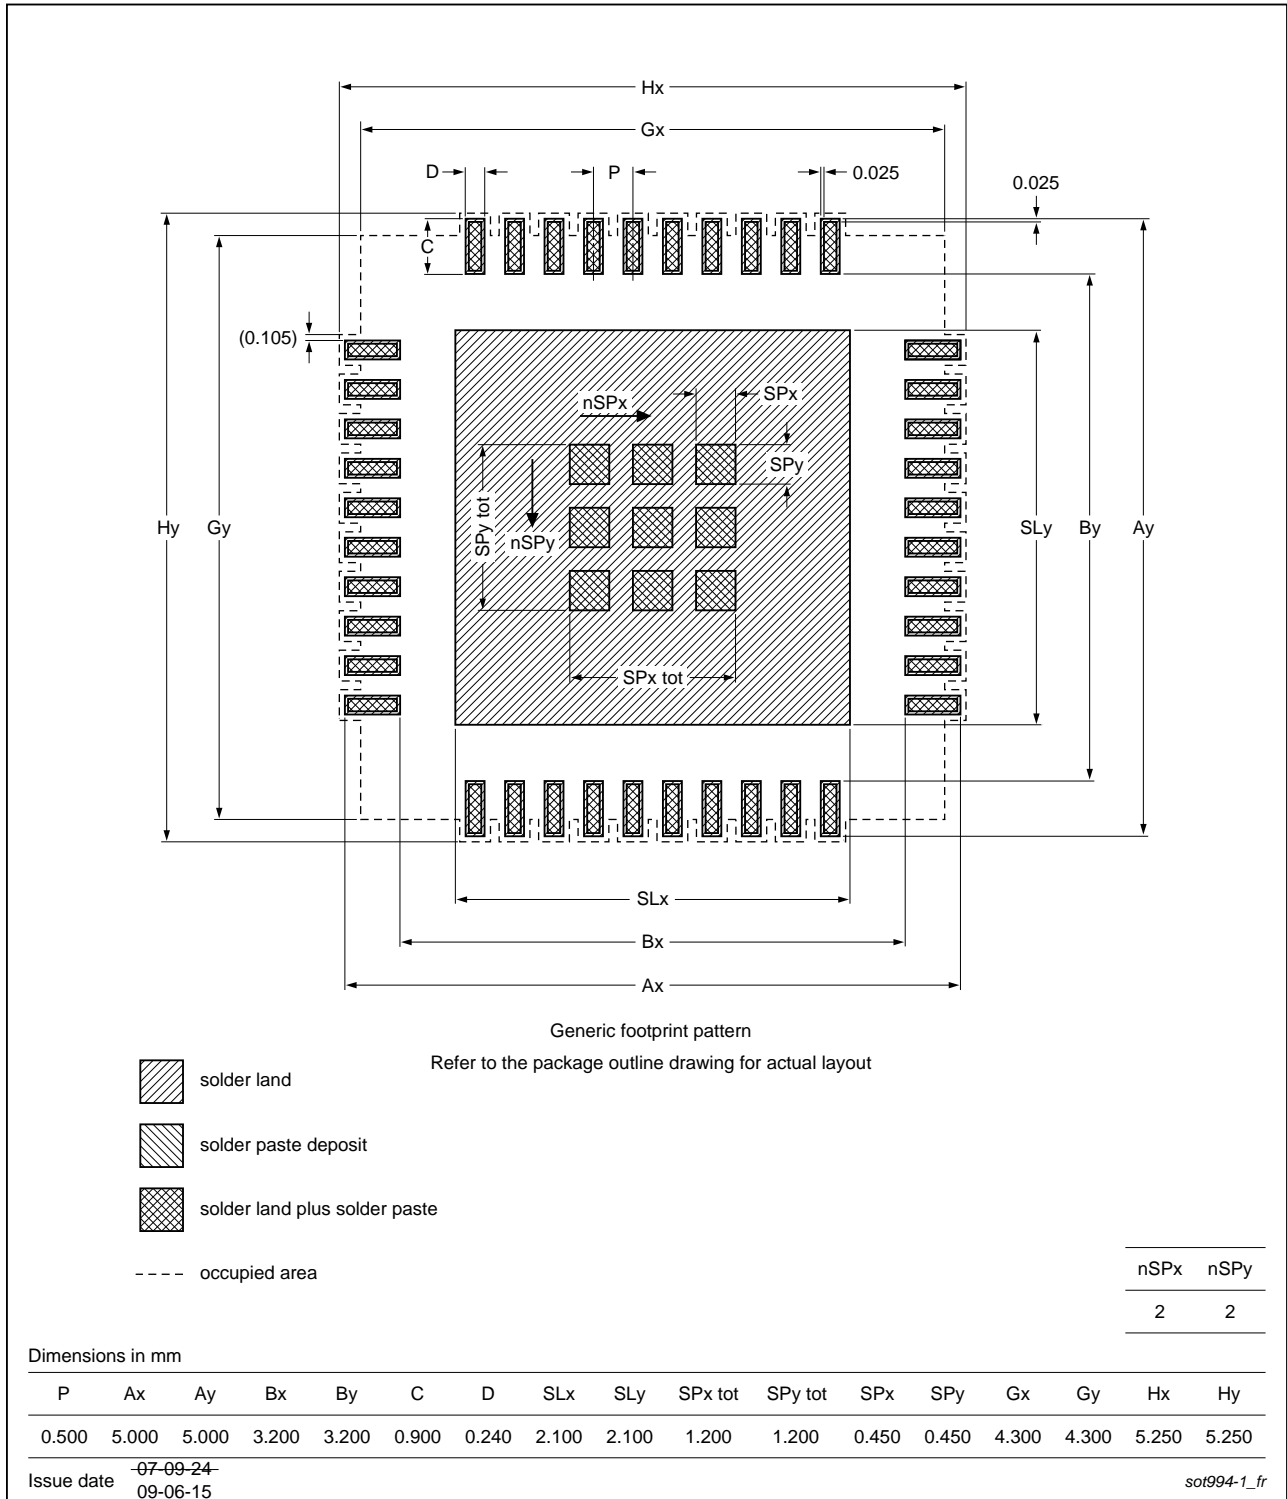 Hx
Gx
D
P
0.025
0.025
C
(0.105)
nSPx
SPx
SPy
SPy tot
nSPy
Hy
Gy
SLy
By
Ay
SPx tot
SLx
Bx
Ax
Generic footprint pattern
Refer to the package outline drawing for actual layout
solder land
solder paste deposit
solder land plus solder paste
occupied area
nSPx nSPy
2 2
Dimensions in mm
P Ax Ay Bx By C D SLx SLy SPx tot SPy tot SPx SPy Gx Gy Hx Hy
0.500 5.000 5.000 3.200 3.200 0.900 0.240 2.100 2.100 1.200 1.200 0.450 0.450 4.300 4.300 5.250 5.250
Issue date 07-09-24
09-06-15
sot994-1_fr